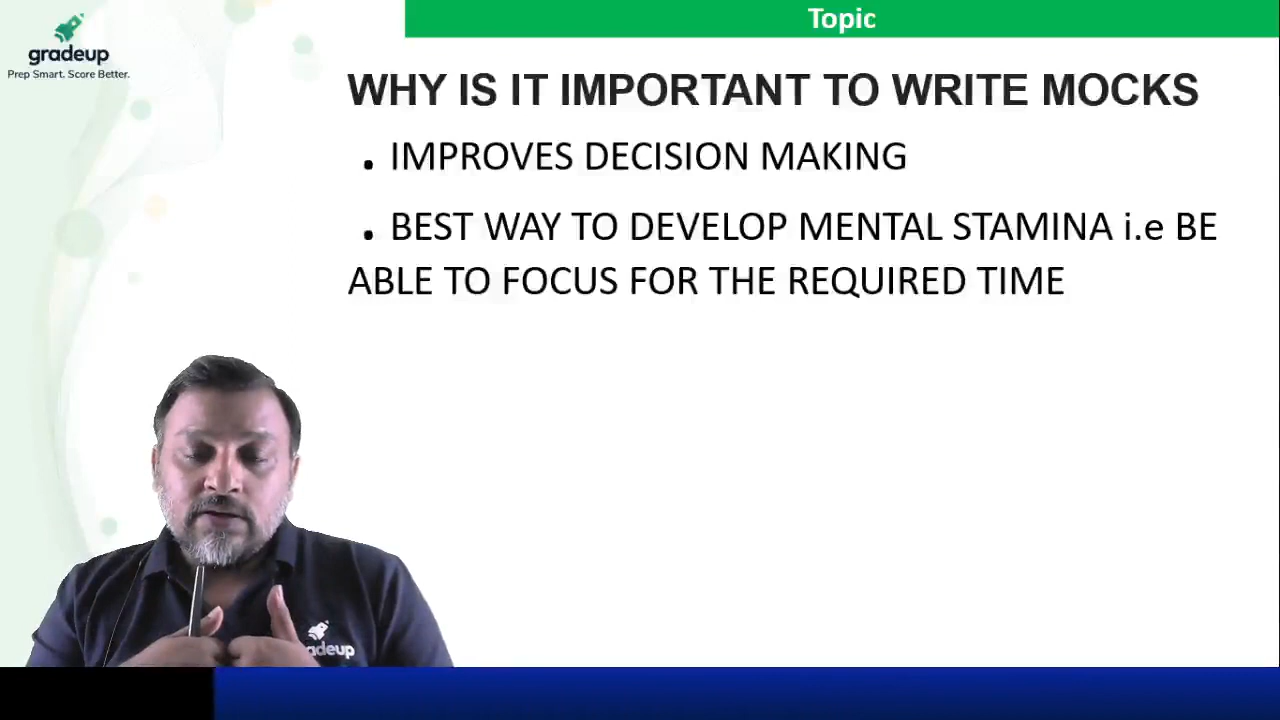 Topic
gradeup
Prep Smart. Score Better.
WHY IS IT IMPORTANT TO WRITE MOCKS
. IMPROVES DECISION MAKING
. BEST WAY TO DEVELOP MENTAL STAMINA i.e BE
ABLE TO FOCUS FOR THE REQUIRED TIME
gradeup